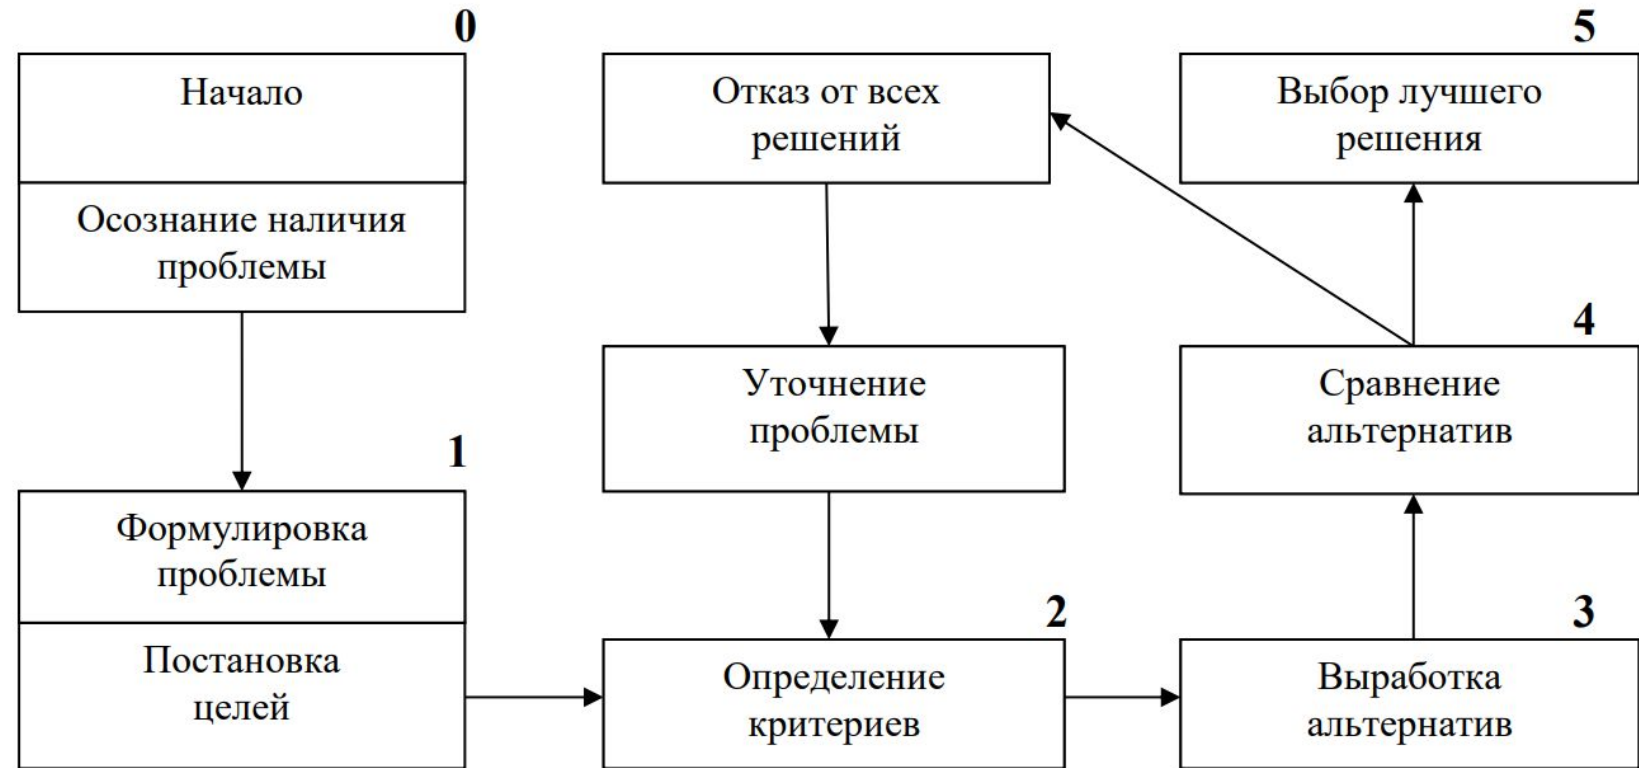 0
Начало
Осознание наличия
проблемы
1
Формулировка
проблемы
Постановка
целей
Отказ от всех
решений
Уточнение
проблемы
2
Определение
критериев
5
Выбор лучшего
решения
4
Сравнение
альтернатив
3
Выработка
альтернатив